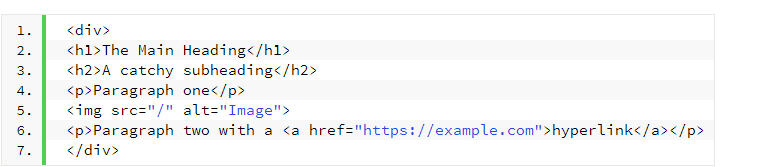 1. <div>
2. <h1>The Main Heading</h1>
3. <h2>A catchy subheading</h2>
4. <p>Paragraph one</p>
5. <img src="/" alt="Image">
6. <p>Paragraph two with a <a href="https://example.com">hyperlink</a></p>
7. </div>